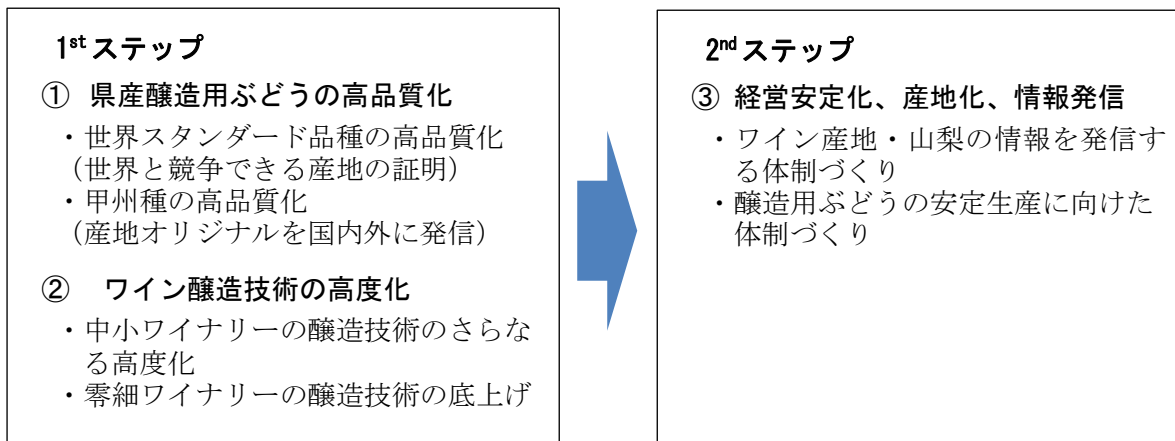 1st ステップ
① 県産醸造用ぶどうの高品質化
・世界スタンダード品種の高品質化
（世界と競争できる産地の証明）
・甲州種の高品質化
（産地オリジナルを国内外に発信）
② ワイン醸造技術の高度化
・中小ワイナリーの醸造技術のさらな
る高度化
・零細ワイナリーの醸造技術の底上げ
2nd ステップ
③ 経営安定化、産地化、情報発信
・ワイン産地・山梨の情報を発信す
る体制づくり
・醸造用ぶどうの安定生産に向けた
体制づくり